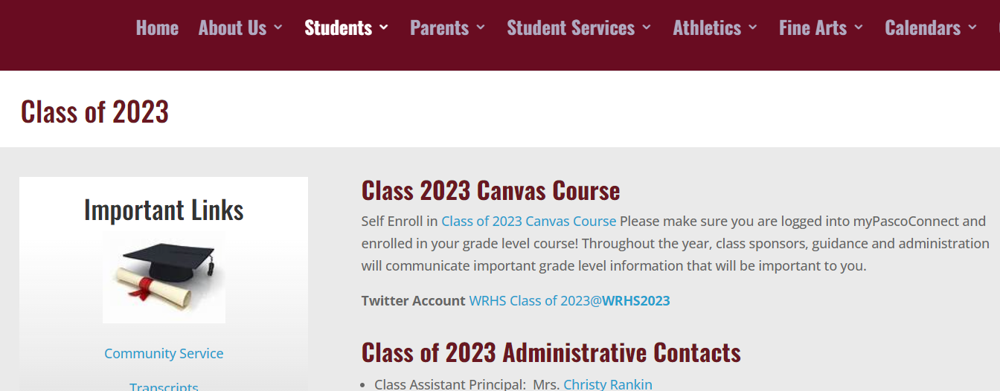 Home About Us Students Parents Student Services Athletics Fine Arts Calendars
Class of 2023
Important Links
Community Service
Transcripts
Class 2023 Canvas Course
Self Enroll in Class of 2023 Canvas Course Please make sure you are logged into myPascoConnect and
enrolled in your grade level course! Throughout the year, class sponsors, guidance and administration
will communicate important grade level information that will be important to you.
Twitter Account WRHS Class of 2023@WRHS2023
Class of 2023 Administrative Contacts
• Class Assistant Principal: Mrs. Christy Rankin